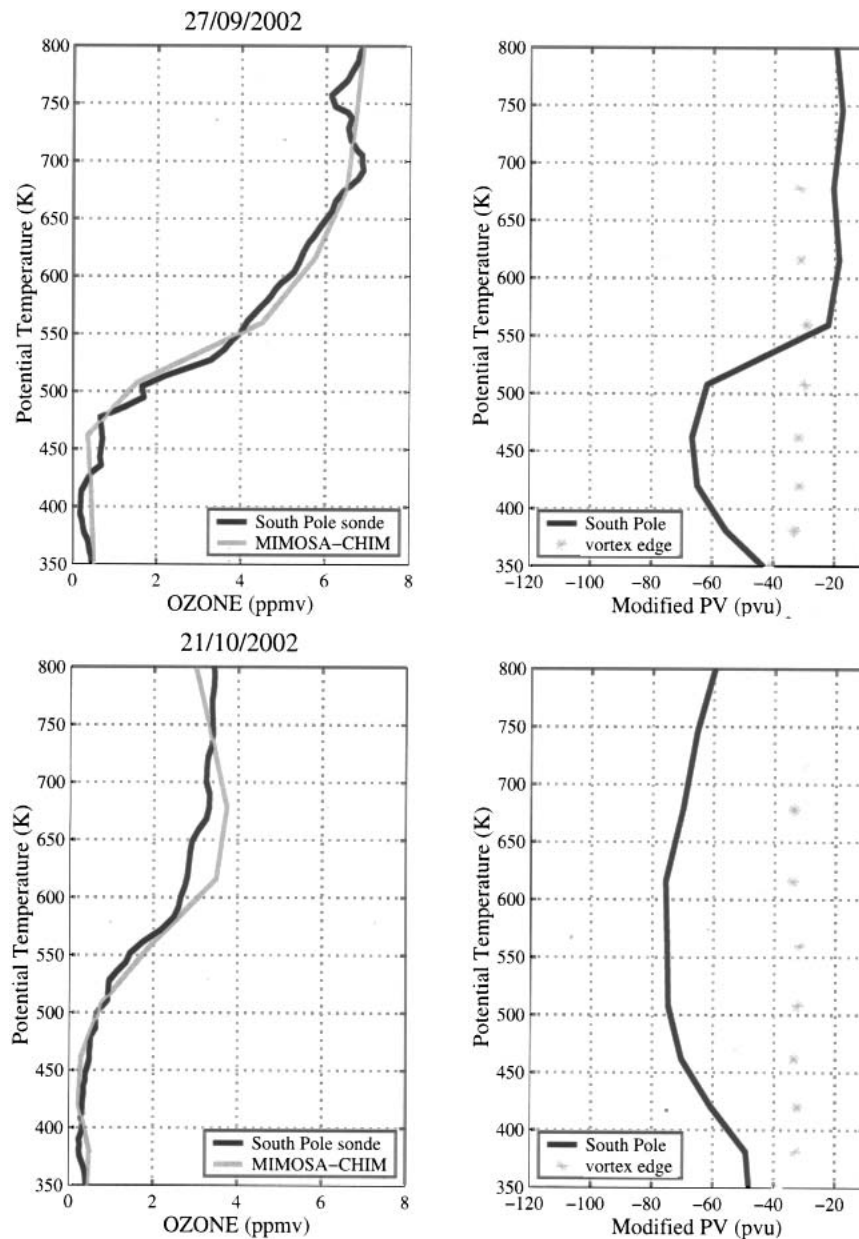 27/09/2002
800
750
700
650
600
550
500
450
400
350
Potential Temperature (K)
South Pole sonde
MIMOSA−CHIM
0 2 4 6 8
OZONE (ppmv)
800
750
700
650
600
550
500
450
400
350
Potential Temperature (K)
South Pole
vortex edge
−120 −100 −80 −60 −40 −20
Modified PV (pvu)
21/10/2002
800
750
700
650
600
550
500
450
400
350
Potential Temperature (K)
South Pole sonde
MIMOSA−CHIM
0 2 4 6 8
OZONE (ppmv)
800
750
700
650
600
550
500
450
400
350
Potential Temperature (K)
South Pole
vortex edge
−120 −100 −80 −60 −40 −20
Modified PV (pvu)